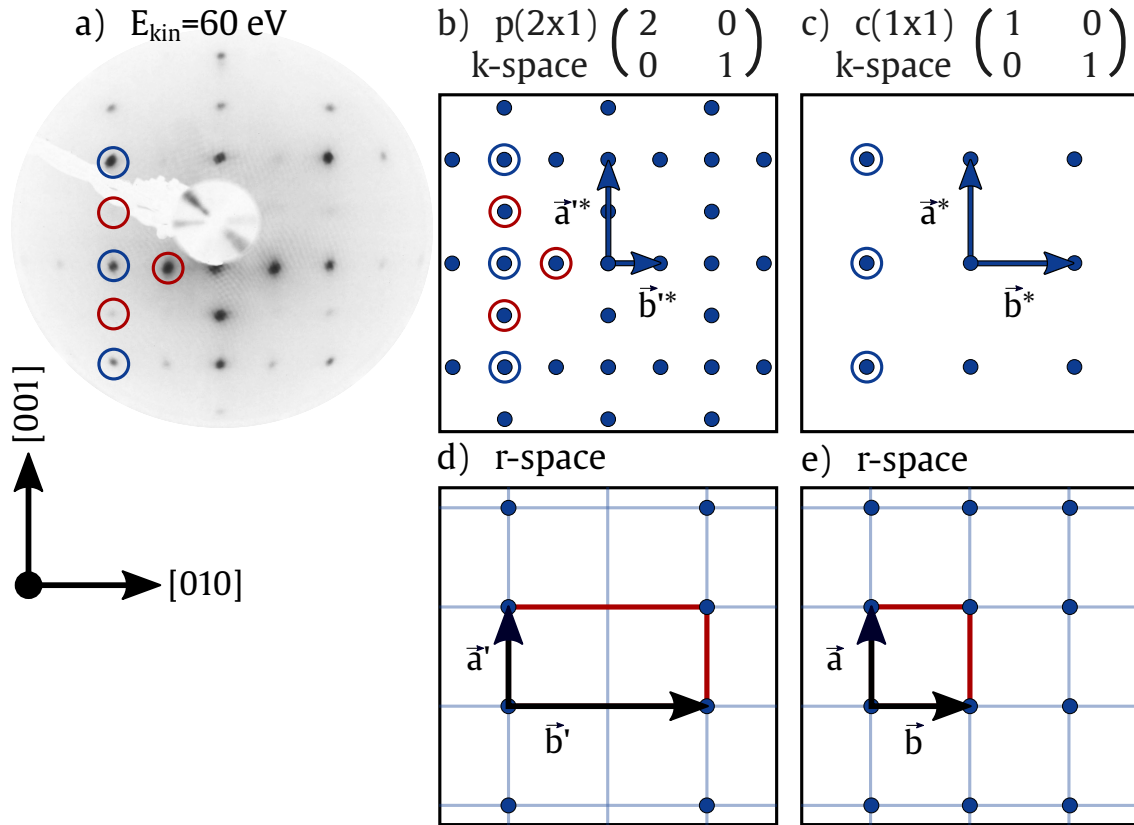 a) E_kin=60 eV
b) p(2x1) ( 2 0
0 1 )
k-space
c) c(1x1) ( 1 0
0 1 )
k-space
a'*
b'*
a*
b*
[001]
[010]
d) r-space
a'
b'
e) r-space
a
b